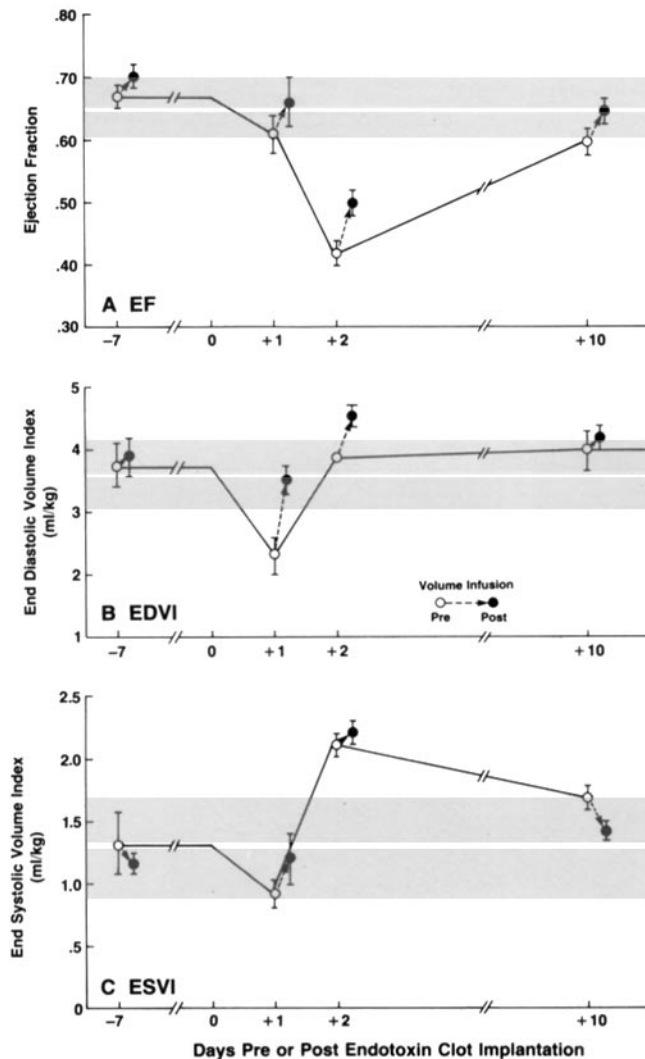 .70
.60
.50
.40
.30
Ejection Fraction
A EF
−7
0
+1
+2
+10
5
4
3
2
1
End Diastolic Volume Index
(ml/kg)
Volume Infusion
Pre
Post
B EDVI
−7
0
+1
+2
+10
2.5
2.0
1.5
1.0
.5
0
End Systolic Volume Index
(ml/kg)
C ESVI
−7
0
+1
+2
+10
Days Pre or Post Endotoxin Clot Implantation